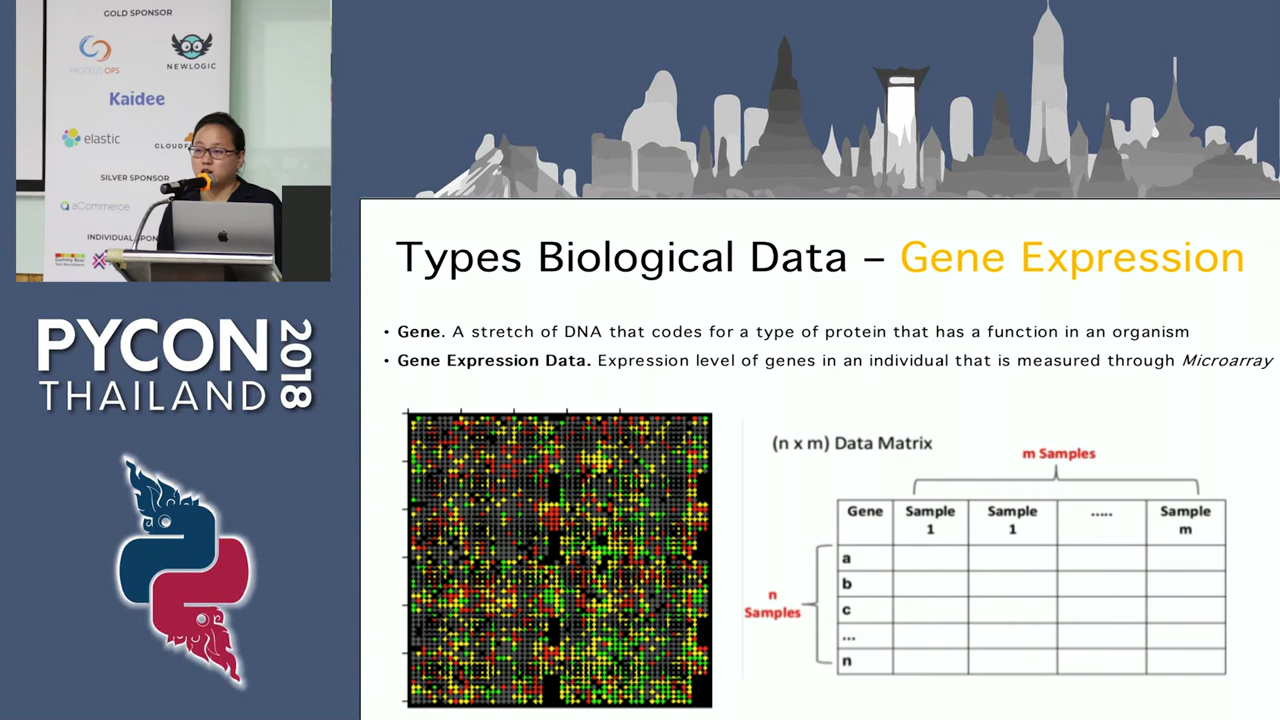 GOLD SPONSOR
PROTEUS OPS
NEWLOGIC
Kaidee
elastic
SILVER SPONSOR
aCommerce
PYCON
THAILAND
2018
Types Biological Data – Gene Expression
• Gene. A stretch of DNA that codes for a type of protein that has a function in an organism
• Gene Expression Data. Expression level of genes in an individual that is measured through Microarray
(n x m) Data Matrix
m Samples
Gene Sample 1 Sample 1 ..... Sample m
a
b
c
...
n
n Samples